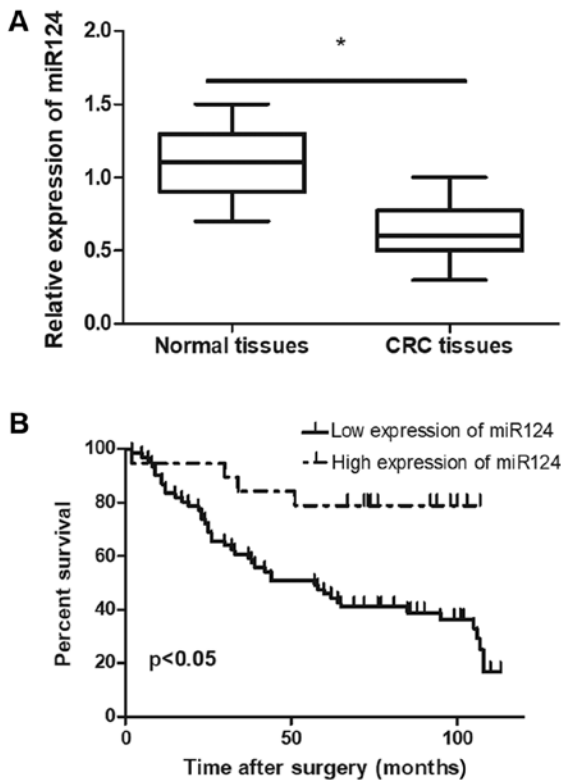 A
Relative expression of miR124
2.0
1.5
1.0
0.5
0.0
*
Normal tissues
CRC tissues
B
Low expression of miR124
High expression of miR124
Percent survival
100
80
60
40
20
0
p<0.05
0
50
100
Time after surgery (months)